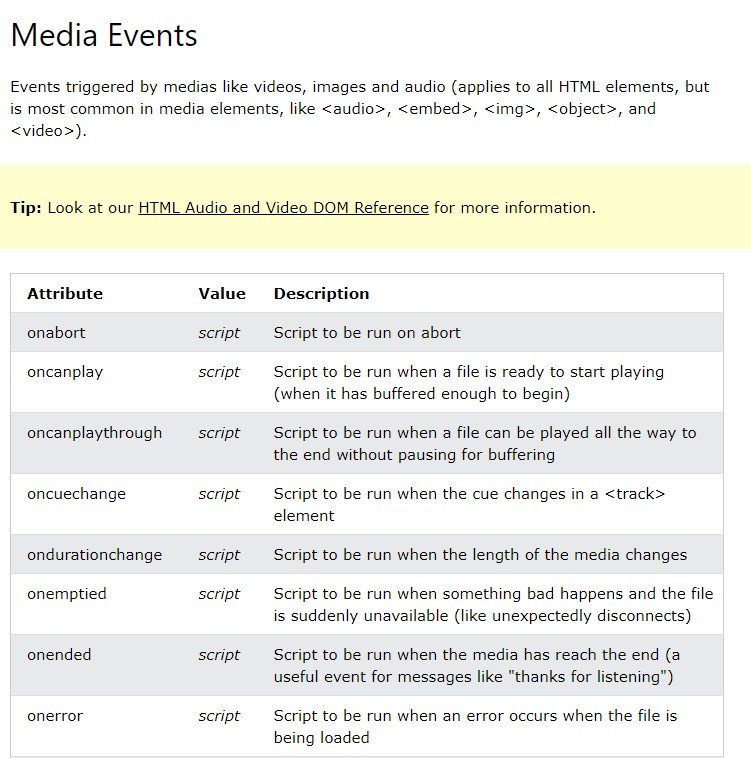 Media Events
Events triggered by medias like videos, images and audio (applies to all HTML elements, but
is most common in media elements, like <audio>, <embed>, <img>, <object>, and
<video>).
Tip: Look at our HTML Audio and Video DOM Reference for more information.
Attribute Value Description
onabort script Script to be run on abort
oncanplay script Script to be run when a file is ready to start playing
(when it has buffered enough to begin)
oncanplaythrough script Script to be run when a file can be played all the way to
the end without pausing for buffering
oncuechange script Script to be run when the cue changes in a <track>
element
ondurationchange script Script to be run when the length of the media changes
onemptied script Script to be run when something bad happens and the file
is suddenly unavailable (like unexpectedly disconnects)
onended script Script to be run when the media has reach the end (a
useful event for messages like "thanks for listening")
onerror script Script to be run when an error occurs when the file is
being loaded